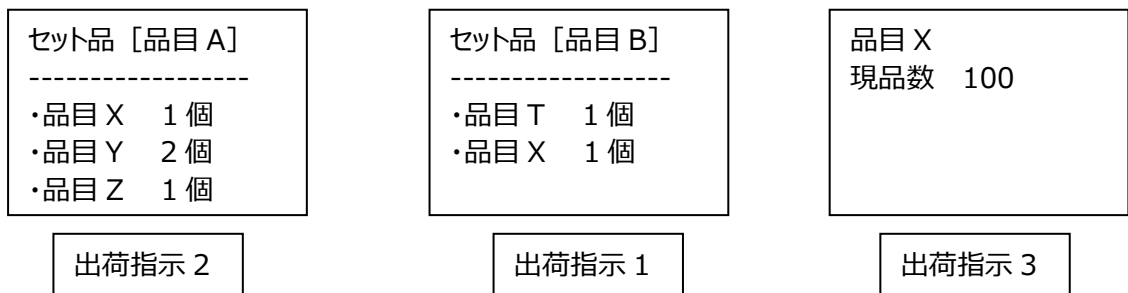 セット品［品目 A］
------------------
・品目 X　1 個
・品目 Y　2 個
・品目 Z　1 個
出荷指示 2
セット品［品目 B］
------------------
・品目 T　1 個
・品目 X　1 個
出荷指示 1
品目 X
現品数　100
出荷指示 3